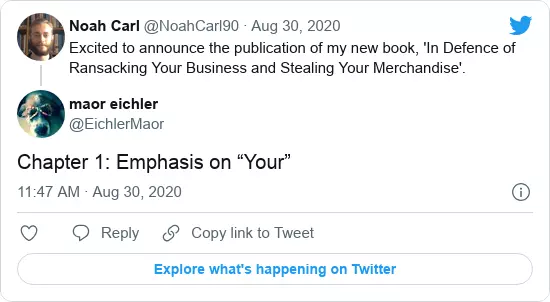 Noah Carl @NoahCarl90 · Aug 30, 2020
Excited to announce the publication of my new book, 'In Defence of
Ransacking Your Business and Stealing Your Merchandise'.
maor eichler
@EichlerMaor
Chapter 1: Emphasis on “Your”
11:47 AM · Aug 30, 2020
Reply
Copy link to Tweet
Explore what's happening on Twitter